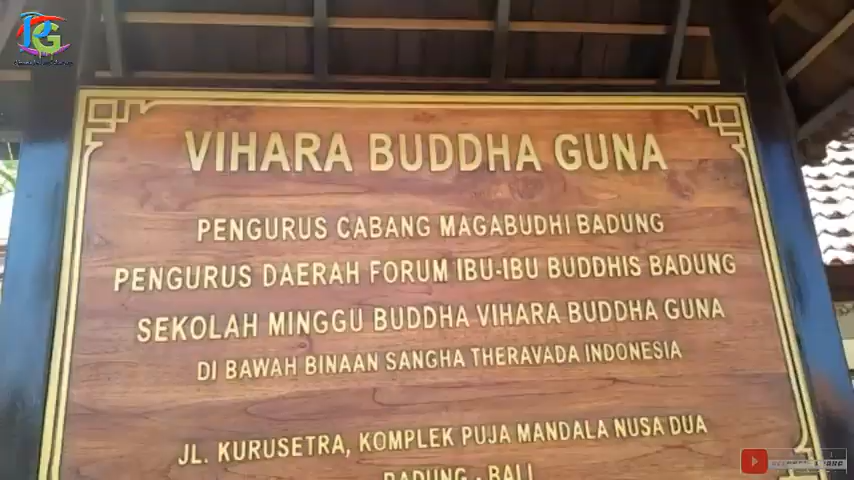 VIHARA BUDDHA GUNA
PENGURUS CABANG MAGABUDHI BADUNG
PENGURUS DAERAH FORUM IBU-IBU BUDDHIS BADUNG
SEKOLAH MINGGU BUDDHA VIHARA BUDDHA GUNA
DI BAWAH BINAAN SANGHA THERAVADA INDONESIA
JL. KURUSETRA, KOMPLEK PUJA MANDALA NUSA DUA
BADUNG - BALI